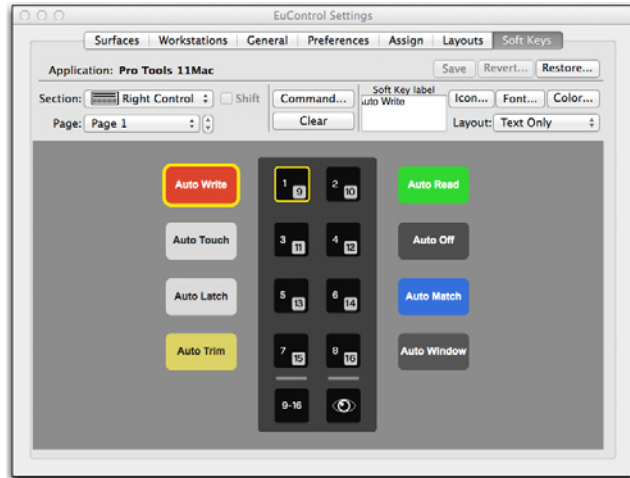 EuControl Settings
Surfaces Workstations General Preferences Assign Layouts Soft Keys
Application: Pro Tools 11Mac Save Revert... Restore...
Section: Right Control Shift Command... Soft Key label Icon... Font... Color...
uto Write
Page: Page 1 Clear Layout: Text Only
Auto Write 1 9 2 10 Auto Read
Auto Touch 3 11 4 12 Auto Off
Auto Latch 5 13 6 14 Auto Match
Auto Trim 7 15 8 16 Auto Window
9-16